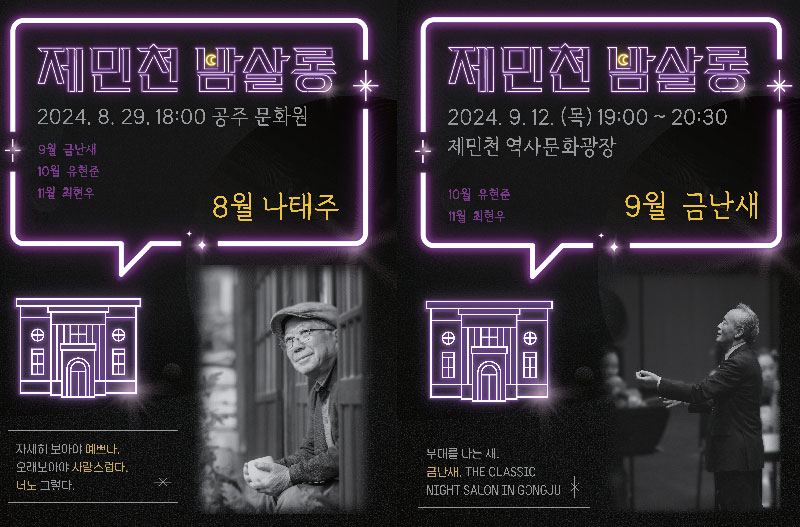 제민천 밤살롱
2024. 8. 29. 18:00 공주 문화원
9월 금난새
10월 유현준
11월 최현우
8월 나태주
자세히 보아야 예쁘다.
오래보아야 사랑스럽다.
너도 그렇다.
제민천 밤살롱
2024. 9. 12. (목) 19:00 ~ 20:30
제민천 역사문화광장
10월 유현준
11월 최현우
9월 금난새
무대를 나는 새.
금난새. THE CLASSIC
NIGHT SALON IN GONGJU